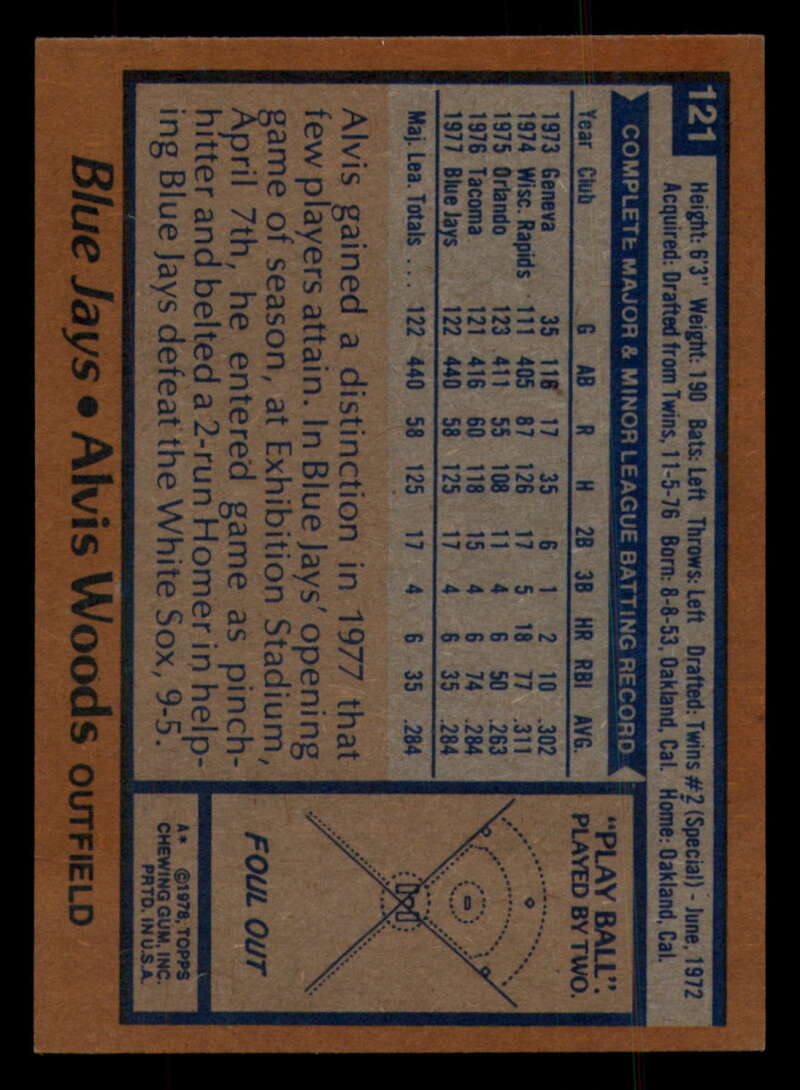 121
Height: 6'3" Weight: 190 Bats: Left Throws: Left Drafted: Twins #2 (Special) - June, 1972
Acquired: Drafted from Twins, 11-5-76 Born: 8-8-53, Oakland, Cal. Home: Oakland, Cal.
COMPLETE MAJOR & MINOR LEAGUE BATTING RECORD
Year Club G AB R H 2B 3B HR RBI AVG.
1973 Geneva 35 116 17 35 6 1 2 10 .302
1974 Wisc. Rapids 111 405 87 126 17 5 18 77 .311
1975 Orlando 123 411 55 108 11 4 6 50 .263
1976 Tacoma 121 416 60 118 15 4 6 74 .284
1977 Blue Jays 122 440 58 125 17 4 6 35 .284
Maj. Lea. Totals ... 122 440 58 125 17 4 6 35 .284
Alvis gained a distinction in 1977 that
few players attain. In Blue Jays' opening
game of season, at Exhibition Stadium,
April 7th, he entered game as pinch-
hitter and belted a 2-run Homer in help-
ing Blue Jays defeat the White Sox, 9-5.
"PLAY BALL":
PLAYED BY TWO.
FOUL OUT
A* ©1978, TOPPS
CHEWING GUM, INC.
PRTD. IN U.S.A.
Blue Jays • Alvis Woods OUTFIELD